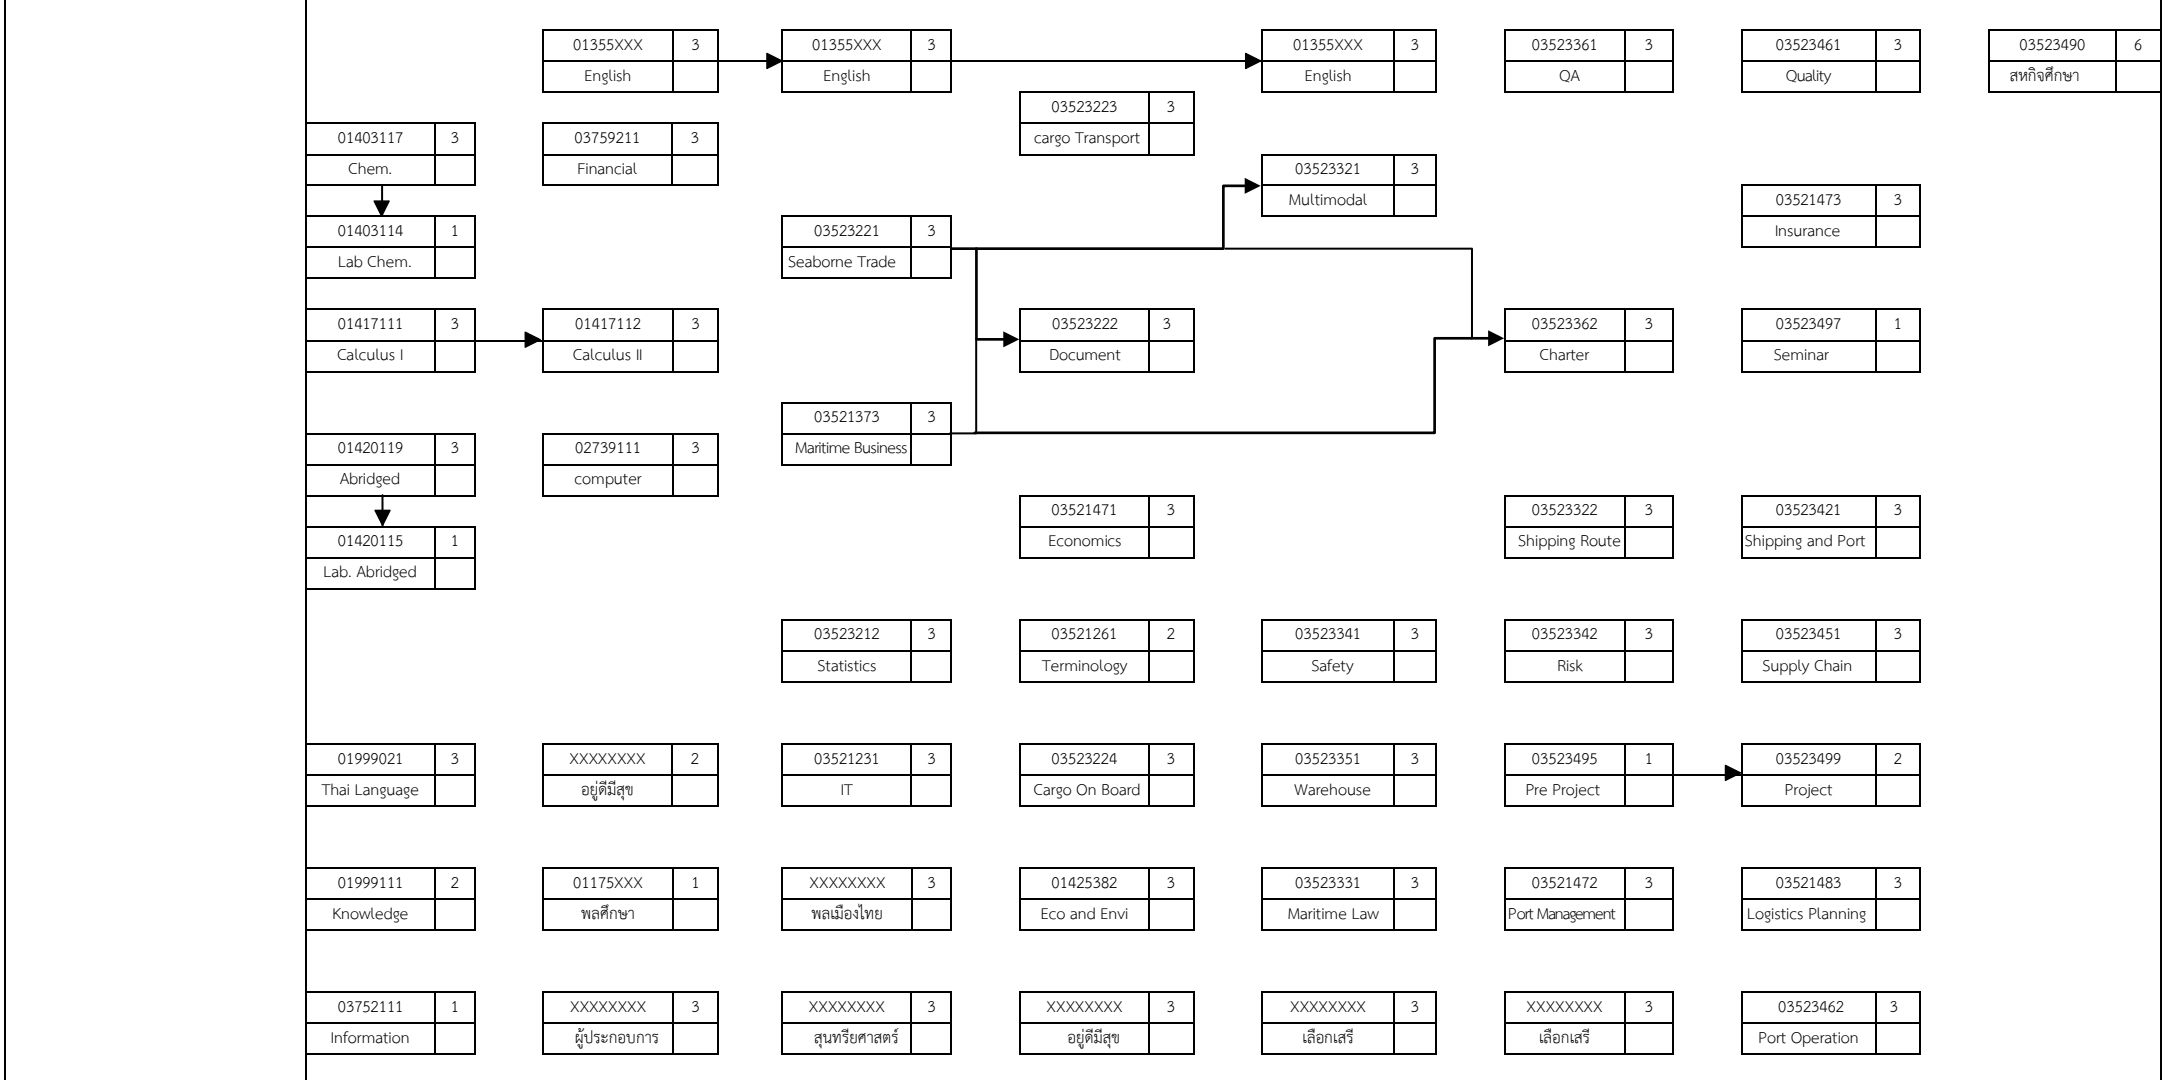 01355XXX 3 01355XXX 3 01355XXX 3 03523361 3 03523461 3 03523490 6
English English English QA Quality สหกิจศึกษา
03523223 3
01403117 3 03759211 3 cargo Transport
Chem. Financial 03523321 3
Multimodal 03521473 3
01403114 1 03523221 3 Insurance
Lab Chem. Seaborne Trade
01417111 3 01417112 3 03523222 3 03523362 3 03523497 1
Calculus I Calculus II Document Charter Seminar
03521373 3
01420119 3 02739111 3 Maritime Business
Abridged computer
03521471 3 03523322 3 03523421 3
01420115 1 Economics Shipping Route Shipping and Port
Lab. Abridged
03523212 3 03521261 2 03523341 3 03523342 3 03523451 3
Statistics Terminology Safety Risk Supply Chain
01999021 3 XXXXXXXX 2 03521231 3 03523224 3 03523351 3 03523495 1 03523499 2
Thai Language อยู่ดีมีสุข IT Cargo On Board Warehouse Pre Project Project
01999111 2 01175XXX 1 XXXXXXXX 3 01425382 3 03523331 3 03521472 3 03521483 3
Knowledge พลศึกษา พลเมืองไทย Eco and Envi Maritime Law Port Management Logistics Planning
03752111 1 XXXXXXXX 3 XXXXXXXX 3 XXXXXXXX 3 XXXXXXXX 3 XXXXXXXX 3 03523462 3
Information ผู้ประกอบการ สุนทรียศาสตร์ อยู่ดีมีสุข เลือกเสรี เลือกเสรี Port Operation